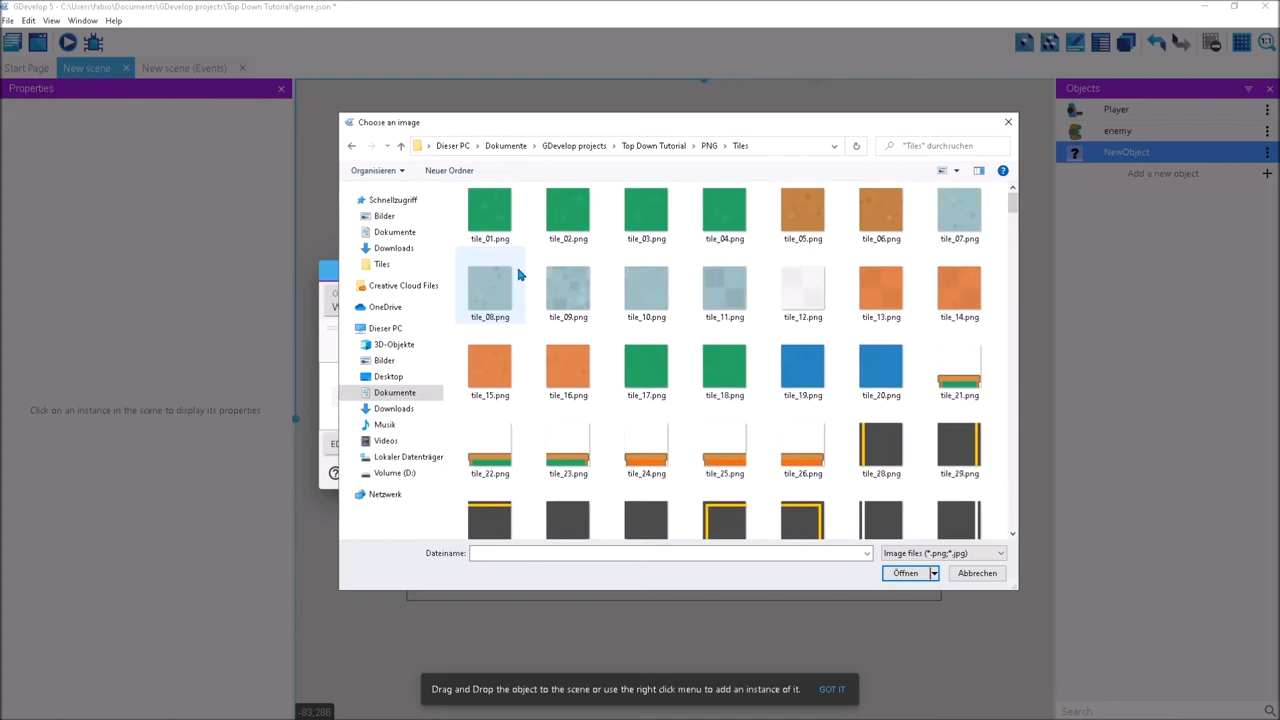 GDevelop 5 - C:\Users\fabio\Documents\GDevelop projects\Top Down Tutorial\game.json *
File Edit View Window Help
Start Page New scene × New scene (Events) ×
Properties ×
Click on an instance in the scene to display its properties
Choose an image
Dieser PC > Dokumente > GDevelop projects > Top Down Tutorial > PNG > Tiles
"Tiles" durchsuchen
Organisieren Neuer Ordner
Schnellzugriff
Bilder
Dokumente
Downloads
Tiles
Creative Cloud Files
OneDrive
Dieser PC
3D-Objekte
Bilder
Desktop
Dokumente
Downloads
Musik
Videos
Lokaler Datenträger
Volume (D:)
Netzwerk
tile_01.png tile_02.png tile_03.png tile_04.png tile_05.png tile_06.png tile_07.png
tile_08.png tile_09.png tile_10.png tile_11.png tile_12.png tile_13.png tile_14.png
tile_15.png tile_16.png tile_17.png tile_18.png tile_19.png tile_20.png tile_21.png
tile_22.png tile_23.png tile_24.png tile_25.png tile_26.png tile_28.png tile_29.png
Dateiname:
Image files (*.png;*.jpg)
Öffnen Abbrechen
Objects ×
Player
enemy
? NewObject
Add a new object +
Drag and Drop the object to the scene or use the right click menu to add an instance of it. GOT IT
-83;286
Search
1:1